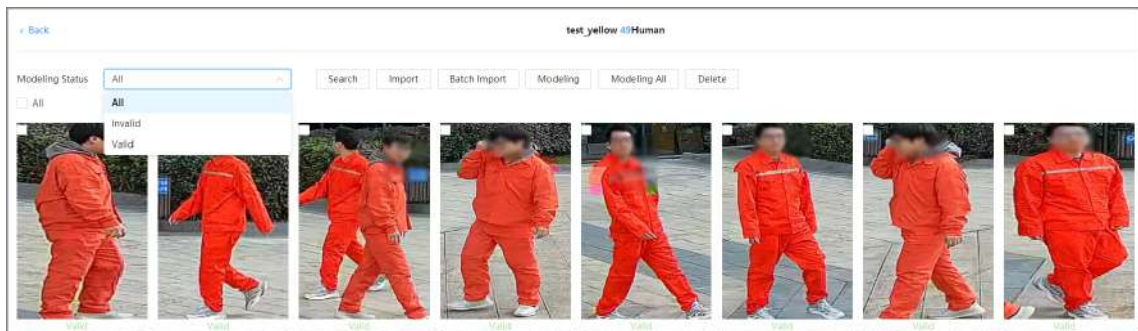 ‹ Back
test_yellow 49Human
Modeling Status All Search Import Batch Import Modeling Modeling All Delete
All
All
Invalid
Valid
Valid Valid Valid Valid Valid Valid Valid Valid